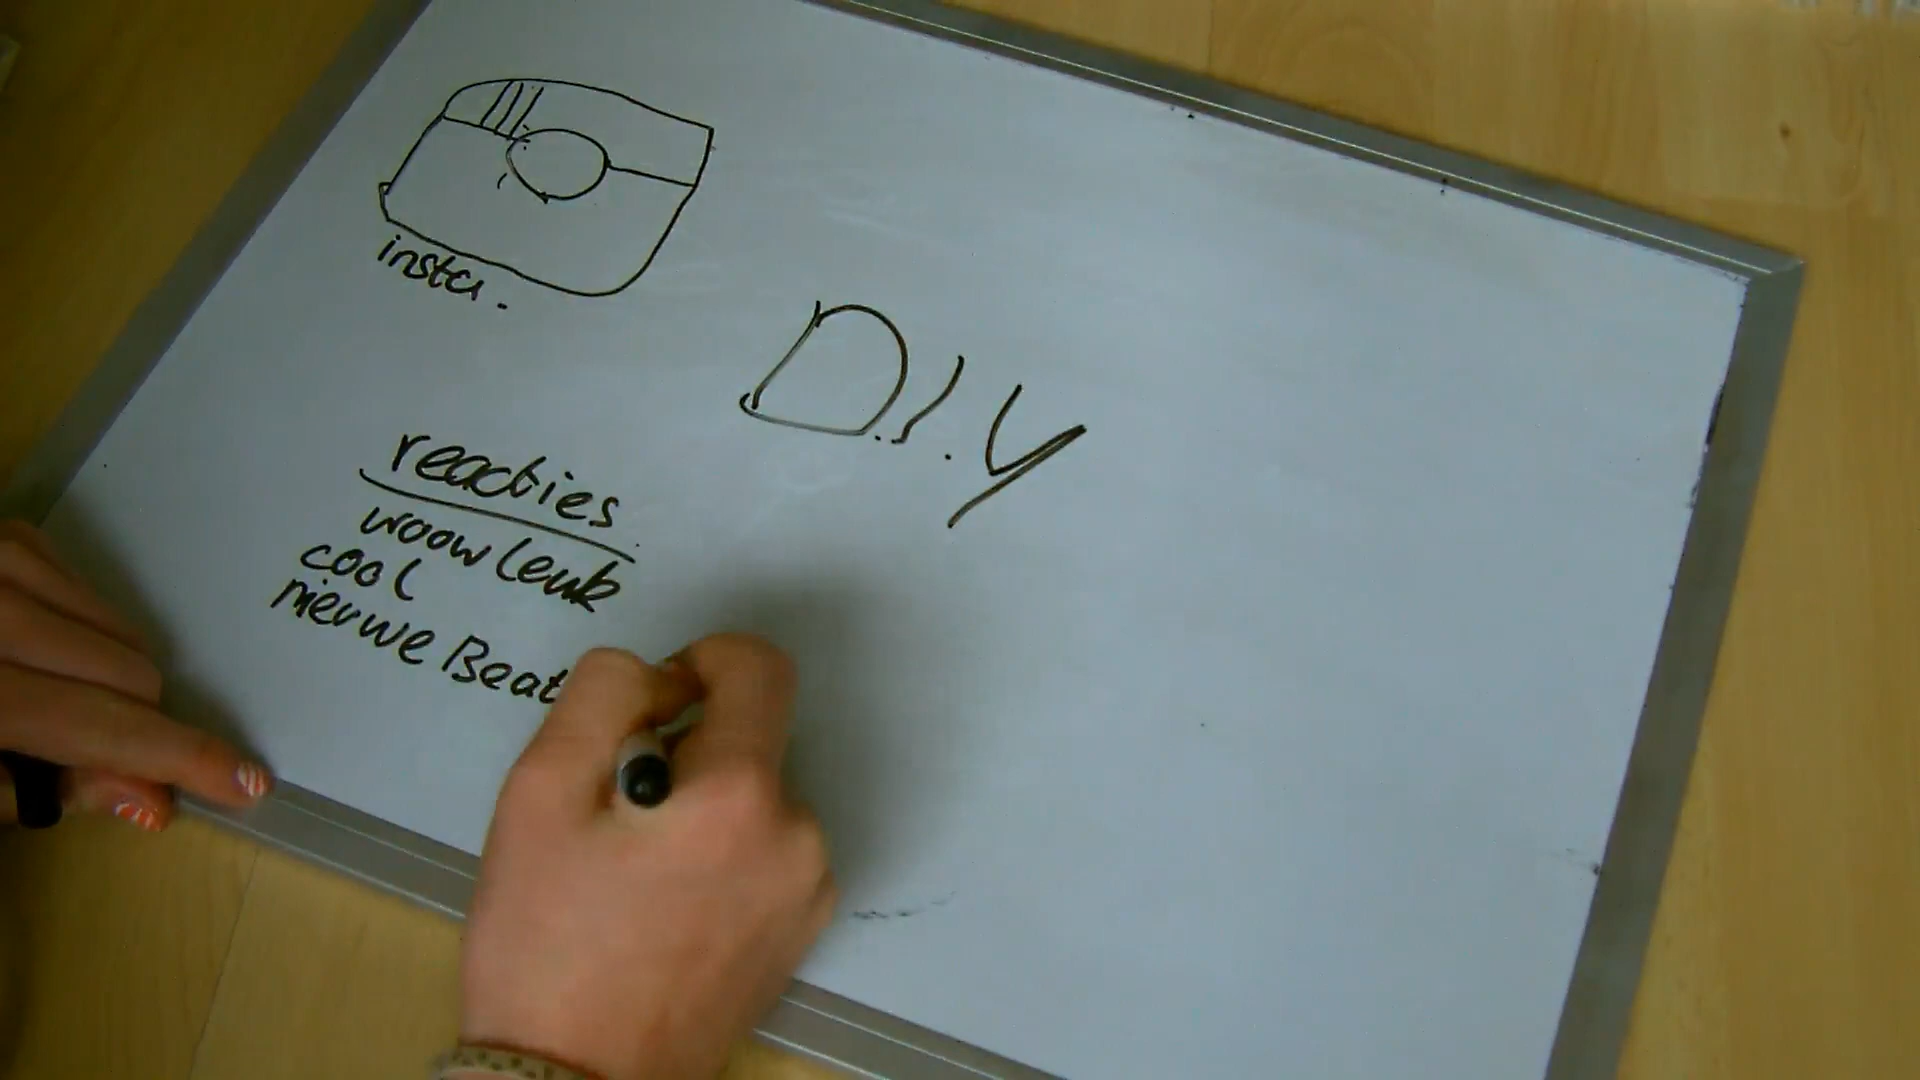 insta.
D.I.Y
reacties
woow leuk
cool
nieuwe Beat